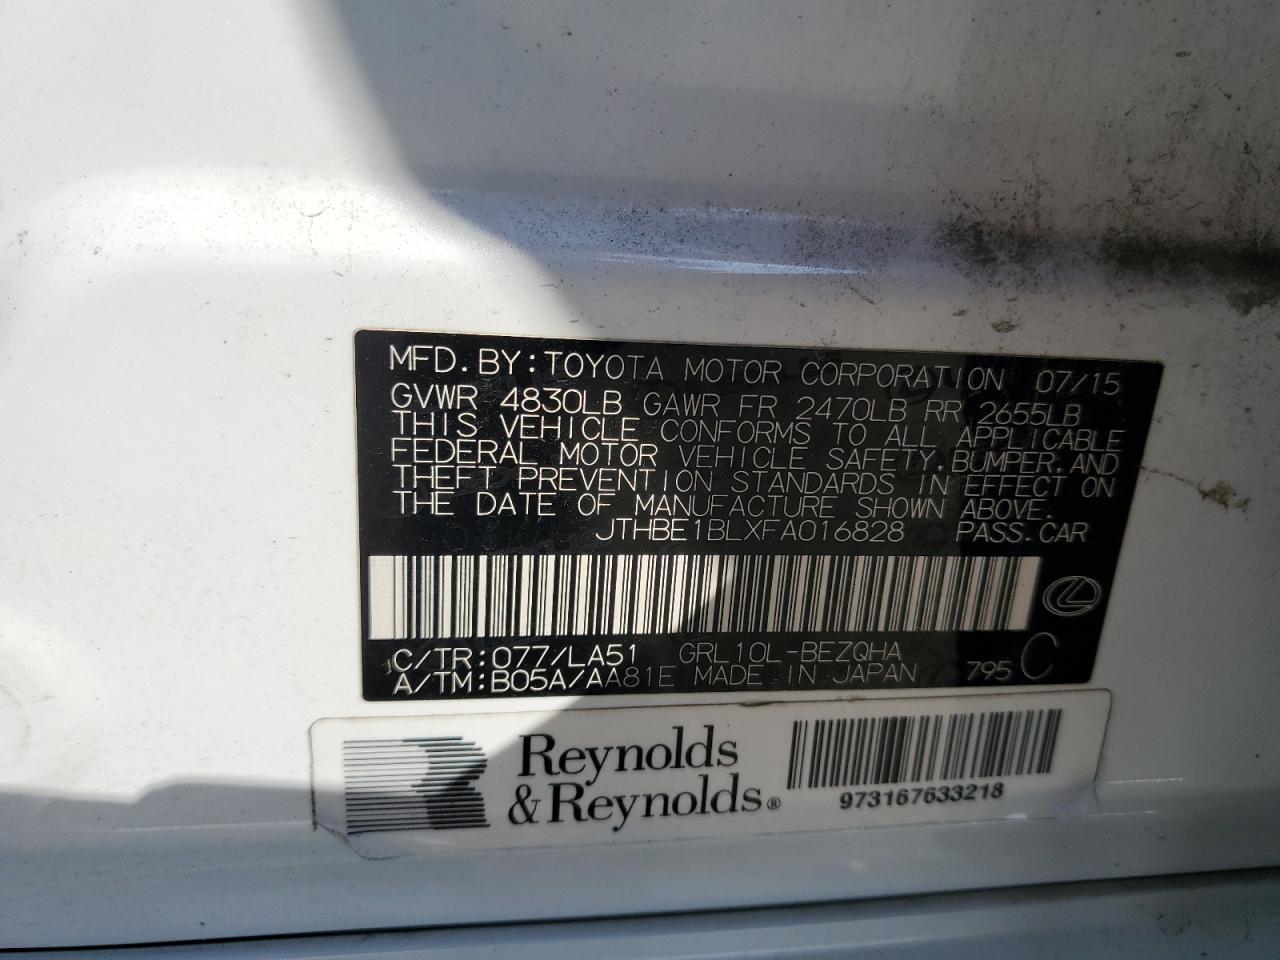 MFD. BY: TOYOTA MOTOR CORPORATION 07/15
GVWR 4830LB GAWR FR 2470LB RR 2655LB
THIS VEHICLE CONFORMS TO ALL APPLICABLE
FEDERAL MOTOR VEHICLE SAFETY, BUMPER, AND
THEFT PREVENTION STANDARDS IN EFFECT ON
THE DATE OF MANUFACTURE SHOWN ABOVE.
JTHBE1BLXFA016828 PASS. CAR
C/TR: 077/LA51 GRL10L-BEZQHA
A/TM: B05A/AA81E MADE IN JAPAN 795 C
Reynolds
& Reynolds®
973167633218